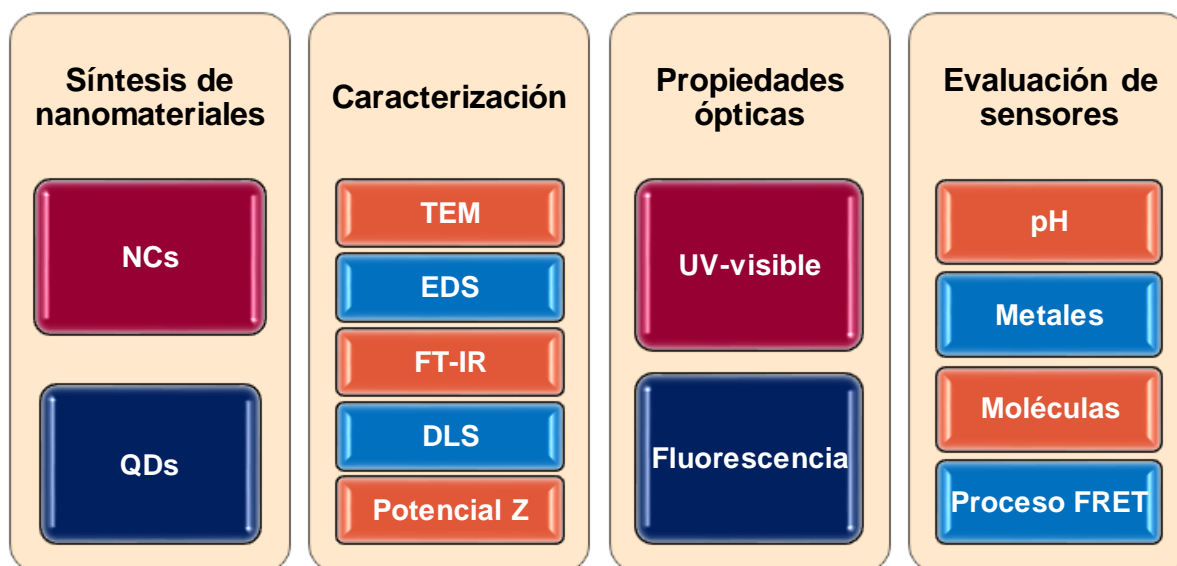 Síntesis de
nanomateriales
NCs
QDs
Caracterización
TEM
EDS
FT-IR
DLS
Potencial Z
Propiedades
ópticas
UV-visible
Fluorescencia
Evaluación de
sensores
pH
Metales
Moléculas
Proceso FRET